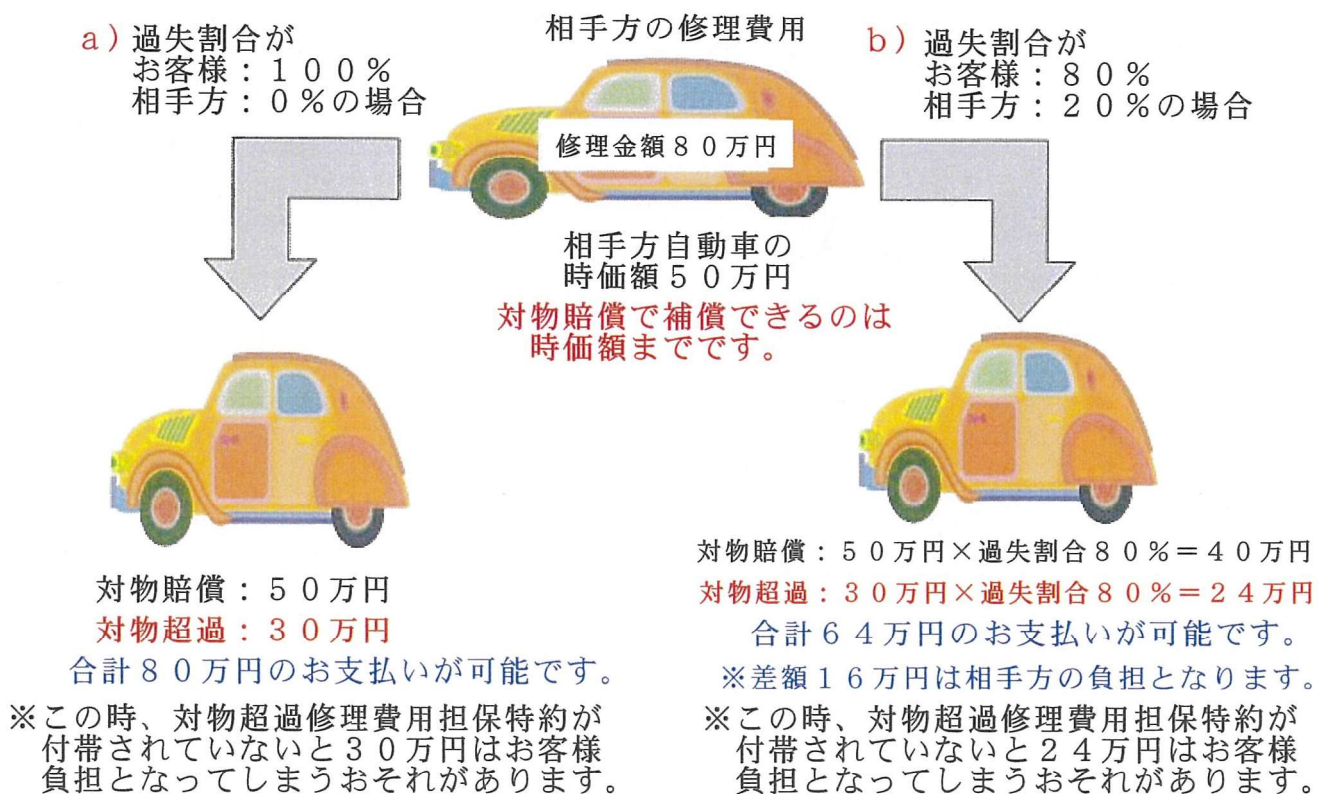 a）過失割合が
お客様：１００％
相手方：０％の場合
相手方の修理費用
修理金額８０万円
相手方自動車の
時価額５０万円
対物賠償で補償できるのは
時価額までです。
b）過失割合が
お客様：８０％
相手方：２０％の場合
対物賠償：５０万円
対物超過：３０万円
合計８０万円のお支払いが可能です。
※この時、対物超過修理費用担保特約が
付帯されていないと３０万円はお客様
負担となってしまうおそれがあります。
対物賠償：５０万円×過失割合８０％＝４０万円
対物超過：３０万円×過失割合８０％＝２４万円
合計６４万円のお支払いが可能です。
※差額１６万円は相手方の負担となります。
※この時、対物超過修理費用担保特約が
付帯されていないと２４万円はお客様
負担となってしまうおそれがあります。